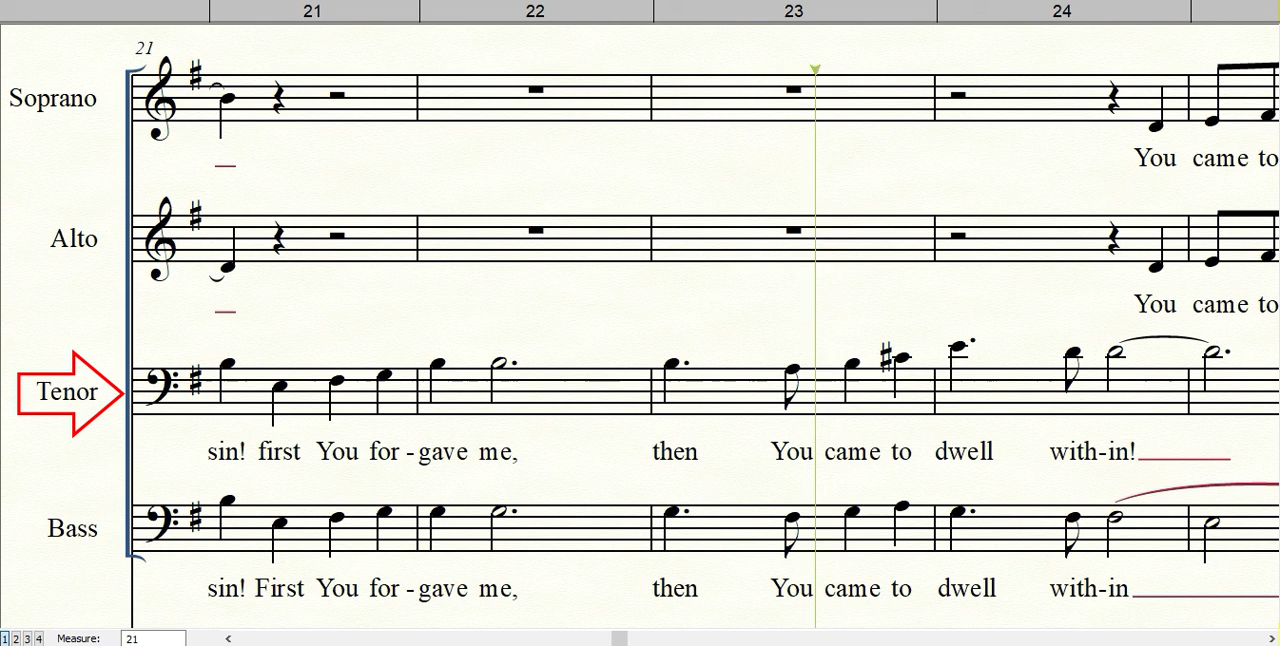 21 22 23 24
21
Soprano
You came to
Alto
You came to
Tenor
sin! first You for - gave me, then You came to dwell with-in!
Bass
sin! First You for - gave me, then You came to dwell with-in
1 2 3 4 Measure: 21